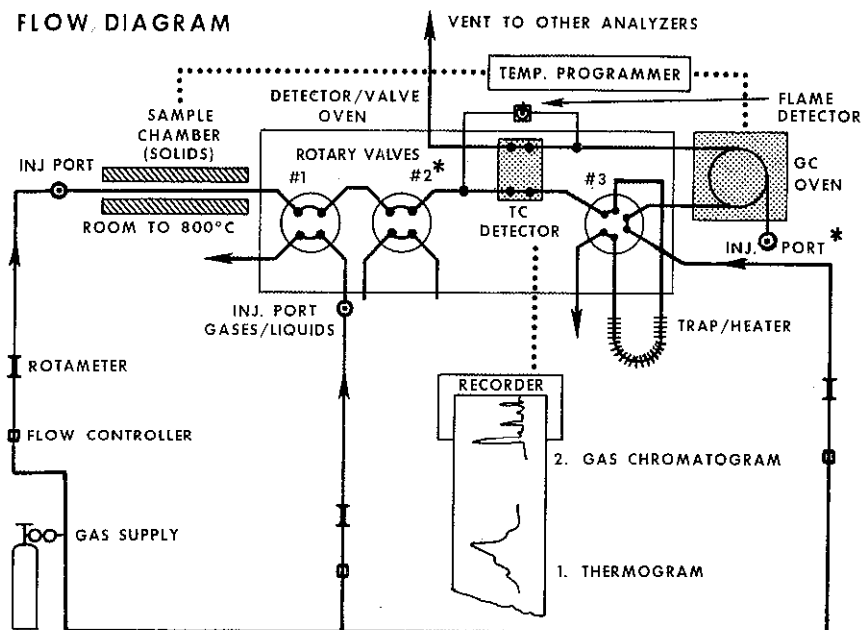 FLOW DIAGRAM
VENT TO OTHER ANALYZERS
TEMP. PROGRAMMER
DETECTOR/VALVE
OVEN
FLAME
DETECTOR
SAMPLE
CHAMBER
(SOLIDS)
INJ PORT
ROTARY VALVES
#1
#2*
#3
GC
OVEN
ROOM TO 800°C
TC
DETECTOR
INJ. PORT*
INJ. PORT
GASES/LIQUIDS
TRAP/HEATER
ROTAMETER
RECORDER
FLOW CONTROLLER
2. GAS CHROMATOGRAM
GAS SUPPLY
1. THERMOGRAM